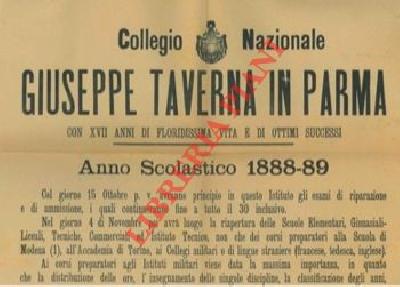 Collegio Nazionale
GIUSEPPE TAVERNA IN PARMA
CON XVII ANNI DI FLORIDISSIMA VITA E DI OTTIMI SUCCESSI
Anno Scolastico 1888-89
Col giorno 15 Ottobre p. v. avranno principio in questo Istituto gli esami di riparazione
e di ammissione, i quali continueranno fino a tutto il 30 inclusivo.
Nel giorno 4 di Novembre poi avrà luogo la riapertura delle Scuole Elementari, Ginnasiali-
Liceali, Tecniche, Commerciali e Istituto Tecnico, non che dei corsi preparatori alla Scuola di
Modena (1), all'Accademia di Torino, ai Collegi militari e di lingue straniere (francese, tedesca, inglese).
Ai corsi preparatori agli Istituti militari viene data la massima importanza, in quanto
che la distribuzione delle ore, l'insegnamento delle singole discipline, la classificazione degli anni,
LIBRERIA PIANI